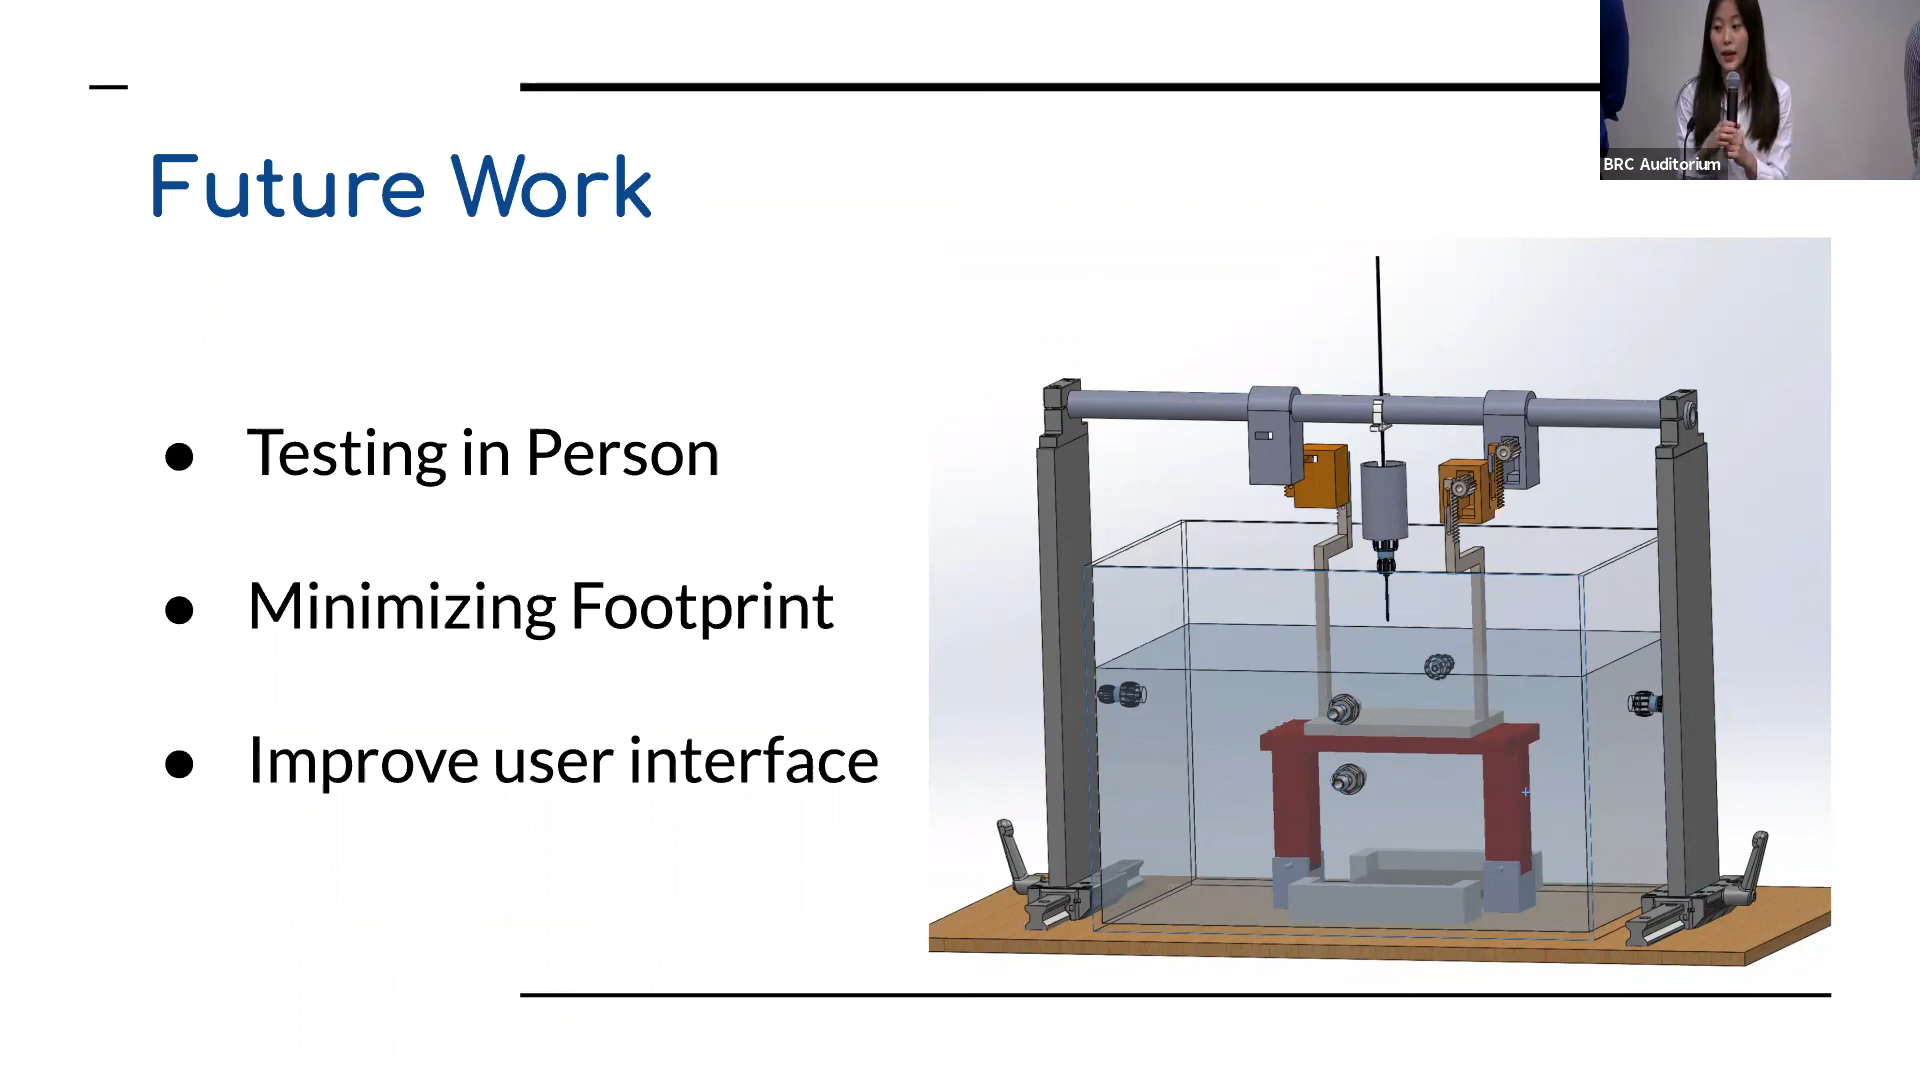 BRC Auditorium
Future Work
● Testing in Person
● Minimizing Footprint
● Improve user interface